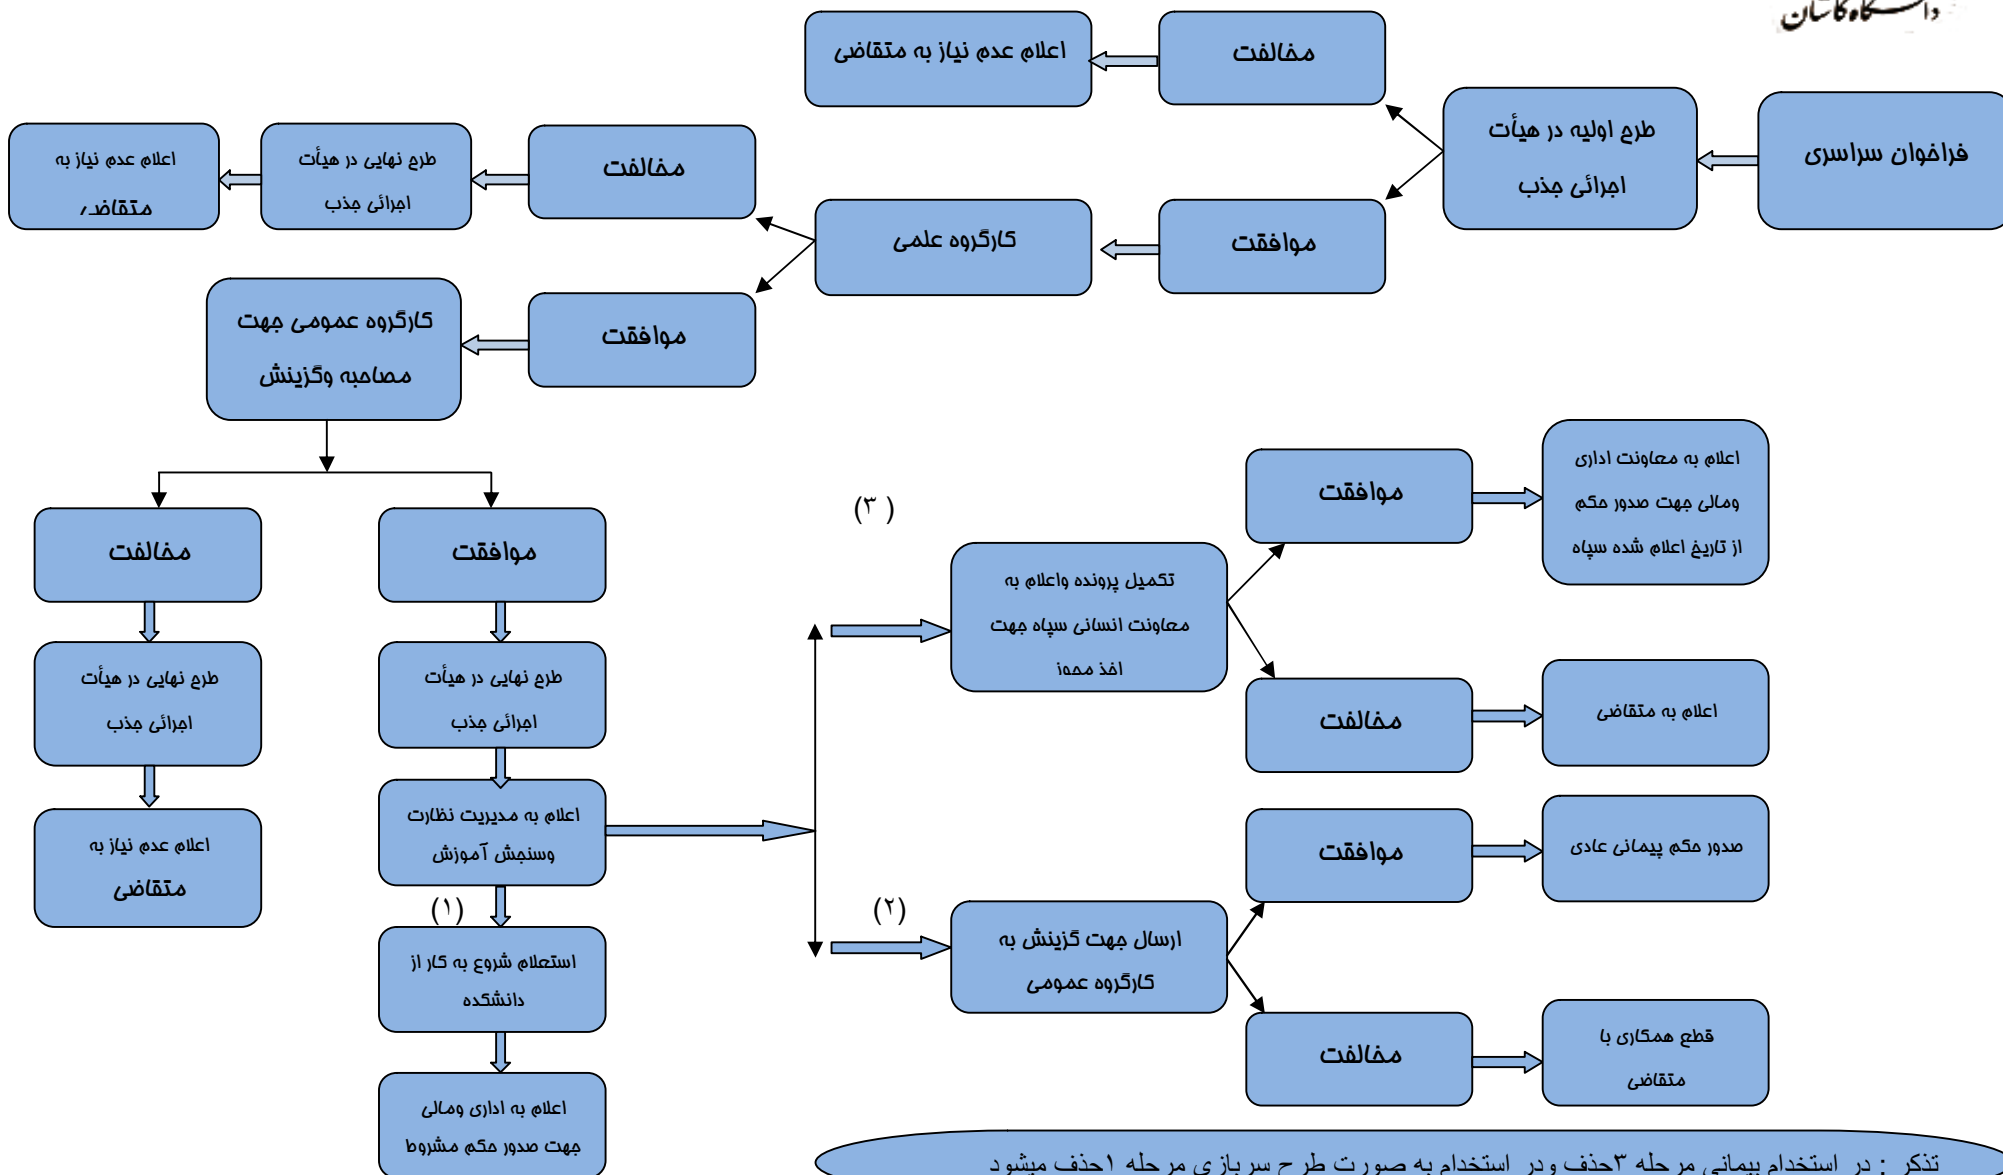 دانشگاه کاشان
فراخوان سراسری
طرح اولیه در هیأت
اجرائی جذب
مخالفت
اعلام عدم نیاز به متقاضی
موافقت
کارگروه علمی
مخالفت
طرح نهایی در هیأت
اجرائی جذب
اعلام عدم نیاز به
متقاضی
موافقت
کارگروه عمومی جهت
مصاحبه وگزینش
مخالفت
طرح نهایی در هیأت
اجرائی جذب
اعلام عدم نیاز به
متقاضی
موافقت
طرح نهایی در هیأت
اجرائی جذب
اعلام به مدیریت نظارت
وسنجش آموزش
(۱)
استعلام شروع به کار از
دانشکده
اعلام به اداری ومالی
جهت صدور حکم مشروط
(۳ )
تکمیل پرونده واعلام به
معاونت انسانی سپاه جهت
اخذ مجوز
موافقت
اعلام به معاونت اداری
ومالی جهت صدور حکم
از تاریخ اعلام شده سپاه
مخالفت
اعلام به متقاضی
(۲)
ارسال جهت گزینش به
کارگروه عمومی
موافقت
صدور حکم پیمانی عادی
مخالفت
قطع همکاری با
متقاضی
تذکر : در استخدام پیمانی مرحله ۳حذف ودر استخدام به صورت طرح سربازی مرحله ۱حذف میشود